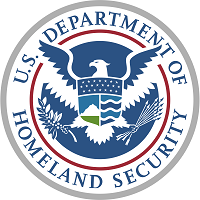 U.S. DEPARTMENT OF
HOMELAND SECURITY